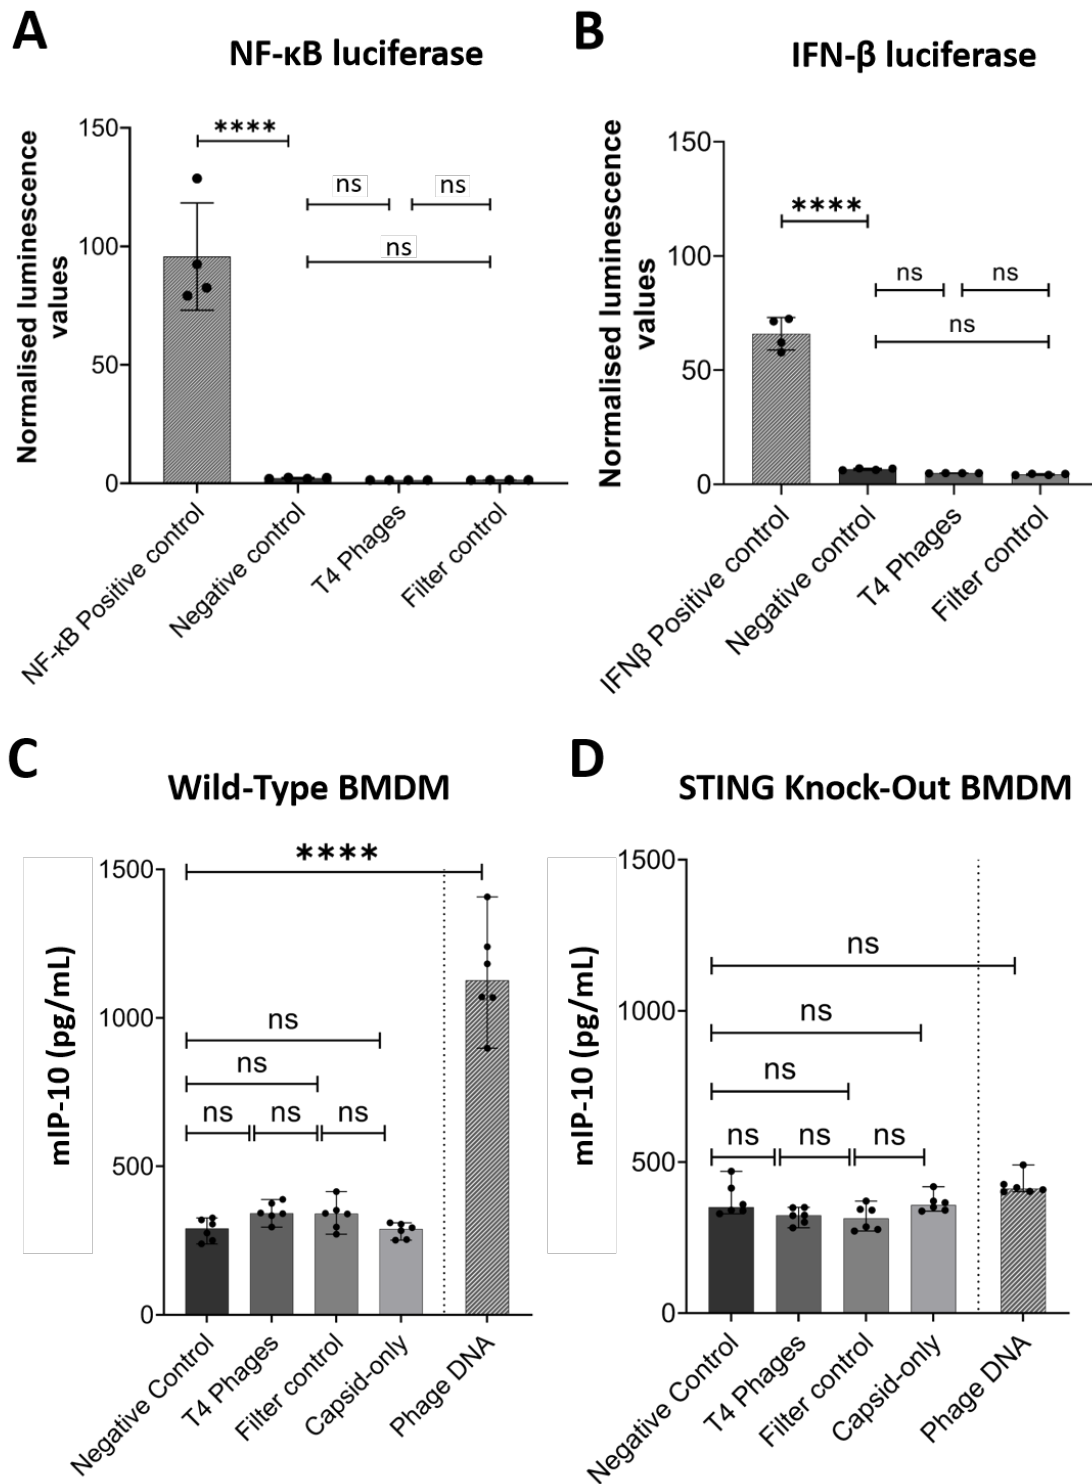 A
NF-κB luciferase
Normalised luminescence
values
150
100
50
0
****
ns
ns
ns
NF-κB Positive control
Negative control
T4 Phages
Filter control
B
IFN-β luciferase
Normalised luminescence
values
150
100
50
0
****
ns
ns
ns
IFNβ Positive control
Negative control
T4 Phages
Filter control
C
Wild-Type BMDM
mIP-10 (pg/mL)
1500
1000
500
0
****
ns
ns
ns
ns
ns
Negative Control
T4 Phages
Filter control
Capsid-only
Phage DNA
D
STING Knock-Out BMDM
mIP-10 (pg/mL)
1500
1000
500
0
ns
ns
ns
ns
ns
ns
Negative Control
T4 Phages
Filter control
Capsid-only
Phage DNA